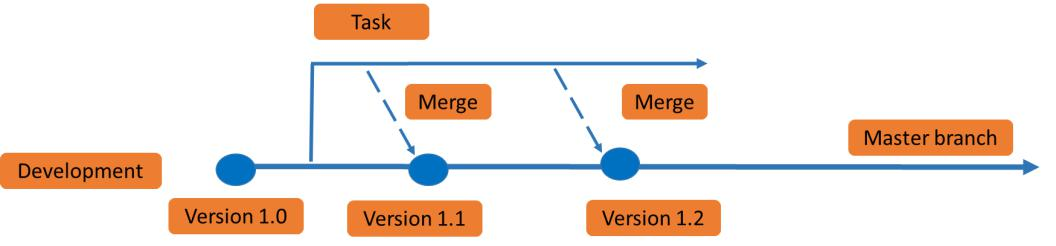 Task
Merge
Merge
Master branch
Development
Version 1.0
Version 1.1
Version 1.2